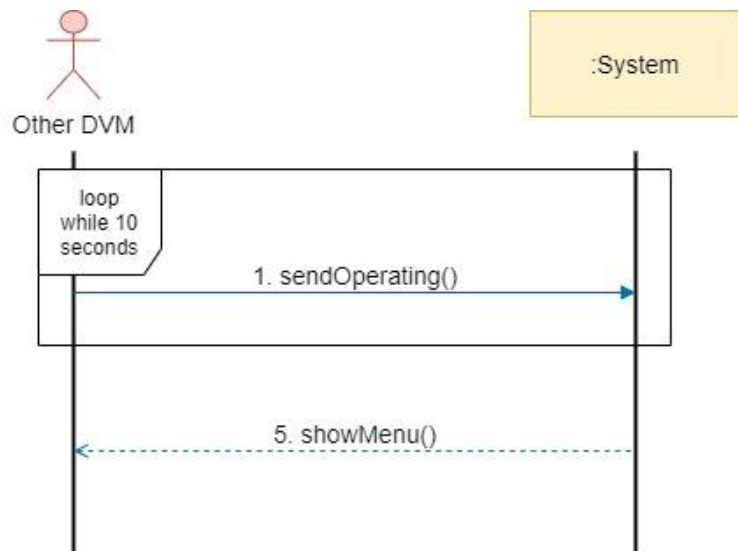 Other DVM
:System
loop
while 10
seconds
1. sendOperating()
5. showMenu()